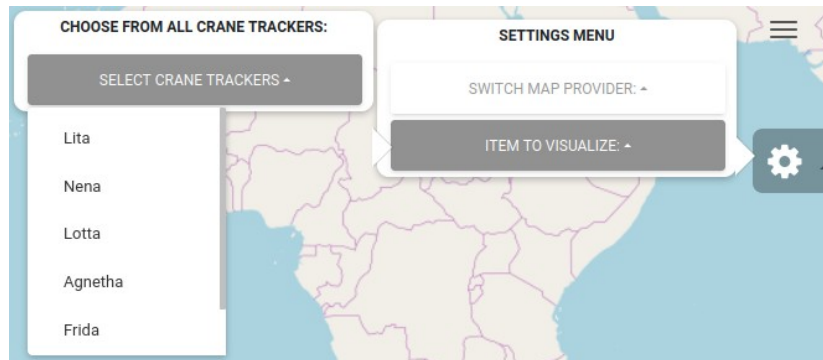 CHOOSE FROM ALL CRANE TRACKERS:
SELECT CRANE TRACKERS
Lita
Nena
Lotta
Agnetha
Frida
SETTINGS MENU
SWITCH MAP PROVIDER:
ITEM TO VISUALIZE: